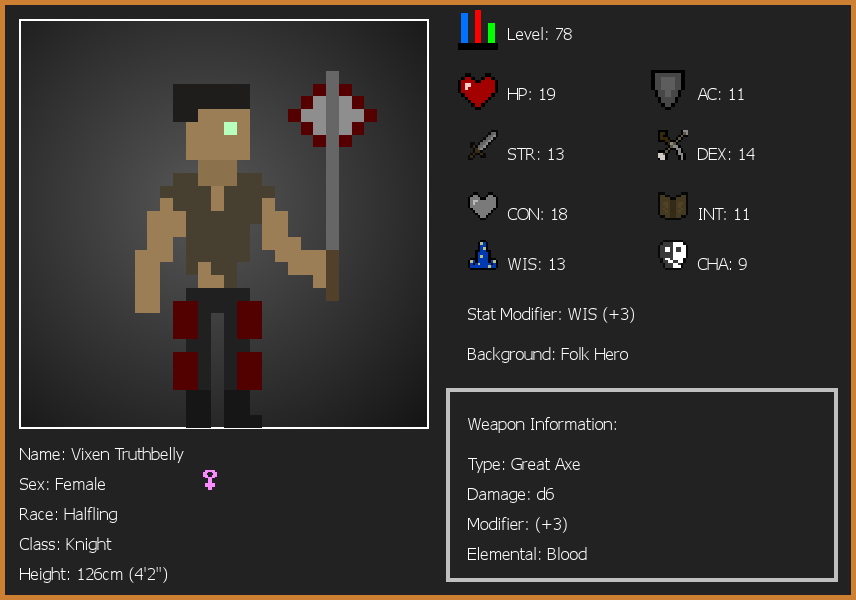 Level: 78
HP: 19
AC: 11
STR: 13
DEX: 14
CON: 18
INT: 11
WIS: 13
CHA: 9
Stat Modifier: WIS (+3)
Background: Folk Hero
Weapon Information:
Type: Great Axe
Damage: d6
Modifier: (+3)
Elemental: Blood
Name: Vixen Truthbelly
Sex: Female
Race: Halfling
Class: Knight
Height: 126cm (4'2")